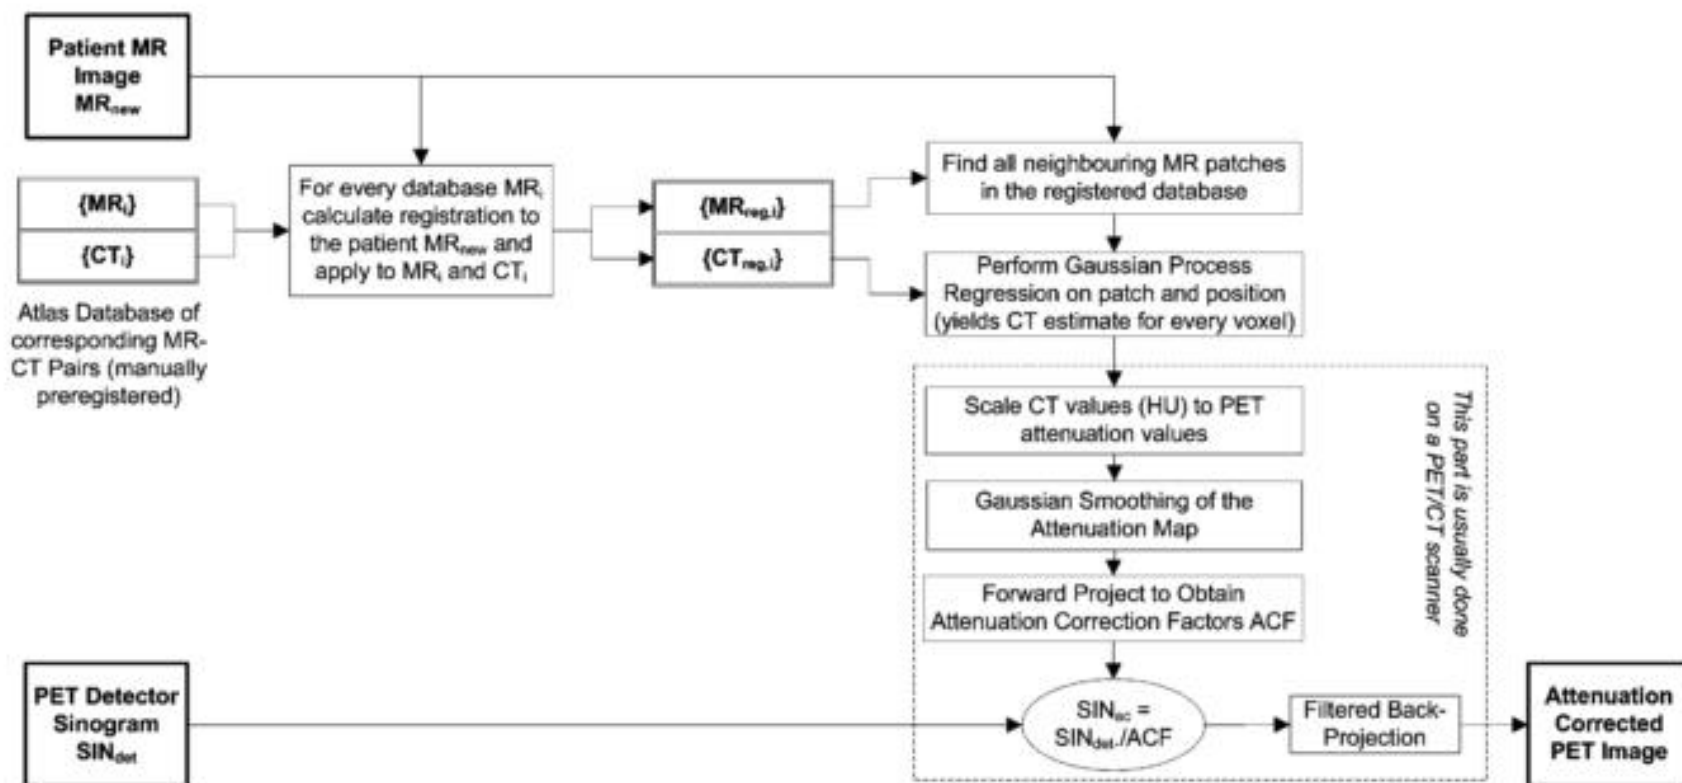 Patient MR
Image
MRnew
{MRi}
{CTi}
Atlas Database of
corresponding MR-
CT Pairs (manually
preregistered)
For every database MRi
calculate registration to
the patient MRnew and
apply to MRi and CTi
{MRreg,i}
{CTreg,i}
Find all neighbouring MR patches
in the registered database
Perform Gaussian Process
Regression on patch and position
(yields CT estimate for every voxel)
Scale CT values (HU) to PET
attenuation values
Gaussian Smoothing of the
Attenuation Map
Forward Project to Obtain
Attenuation Correction Factors ACF
This part is usually done
on a PET/CT scanner
PET Detector
Sinogram
SINdet
SINac =
SINdet./ACF
Filtered Back-
Projection
Attenuation
Corrected
PET Image